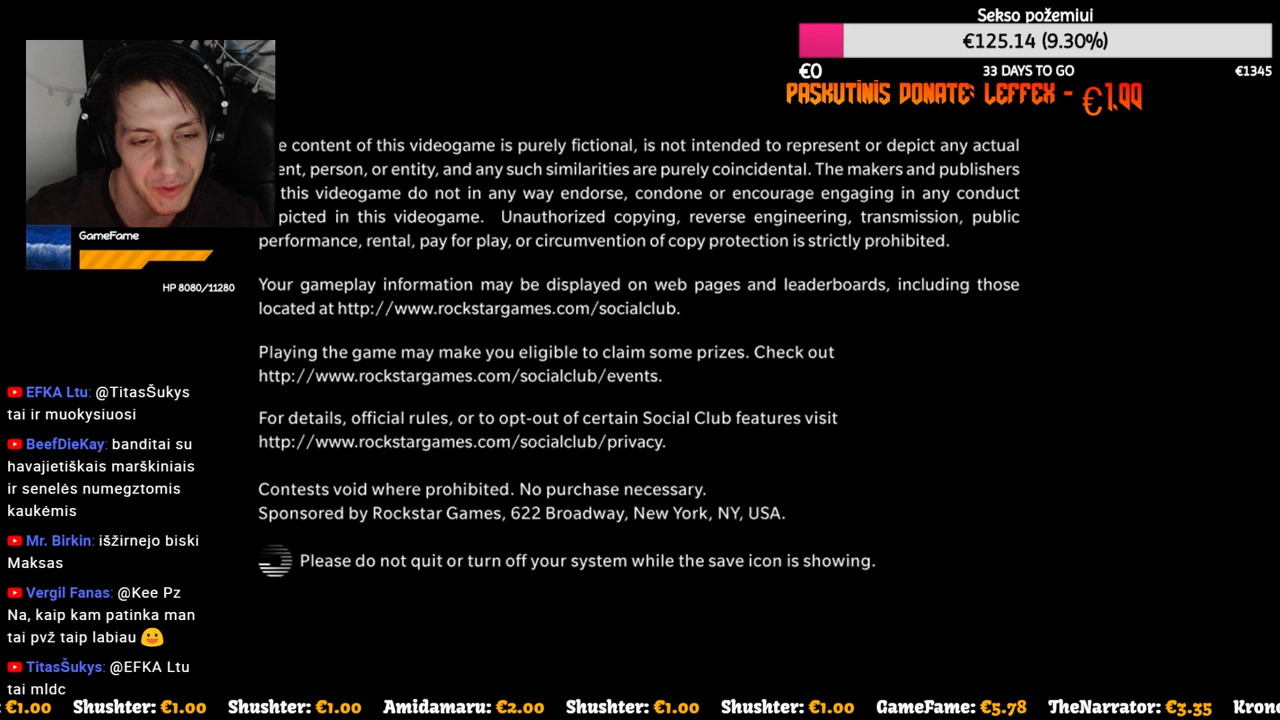 Sekso požemiui
€125.14 (9.30%)
€0
33 DAYS TO GO
€1345
PASKUTINIS DONATE: LEFFEX - €1.00
e content of this videogame is purely fictional, is not intended to represent or depict any actual
ent, person, or entity, and any such similarities are purely coincidental. The makers and publishers
this videogame do not in any way endorse, condone or encourage engaging in any conduct
picted in this videogame. Unauthorized copying, reverse engineering, transmission, public
performance, rental, pay for play, or circumvention of copy protection is strictly prohibited.
GameFame
HP 8080/11280
Your gameplay information may be displayed on web pages and leaderboards, including those
located at http://www.rockstargames.com/socialclub.
Playing the game may make you eligible to claim some prizes. Check out
http://www.rockstargames.com/socialclub/events.
For details, official rules, or to opt-out of certain Social Club features visit
http://www.rockstargames.com/socialclub/privacy.
Contests void where prohibited. No purchase necessary.
Sponsored by Rockstar Games, 622 Broadway, New York, NY, USA.
Please do not quit or turn off your system while the save icon is showing.
EFKA Ltu: @TitasŠukys
tai ir muokysiuosi
BeefDieKay: banditai su
havajietiškais marškiniais
ir senelės numegztomis
kaukėmis
Mr. Birkin: išžirnejo biski
Maksas
Vergil Fanas: @Kee Pz
Na, kaip kam patinka man
tai pvž taip labiau 😀
TitasŠukys: @EFKA Ltu
tai mldc
: €1.00 Shushter: €1.00 Shushter: €1.00 Amidamaru: €2.00 Shushter: €1.00 Shushter: €1.00 GameFame: €5.78 TheNarrator: €3.35 Krono